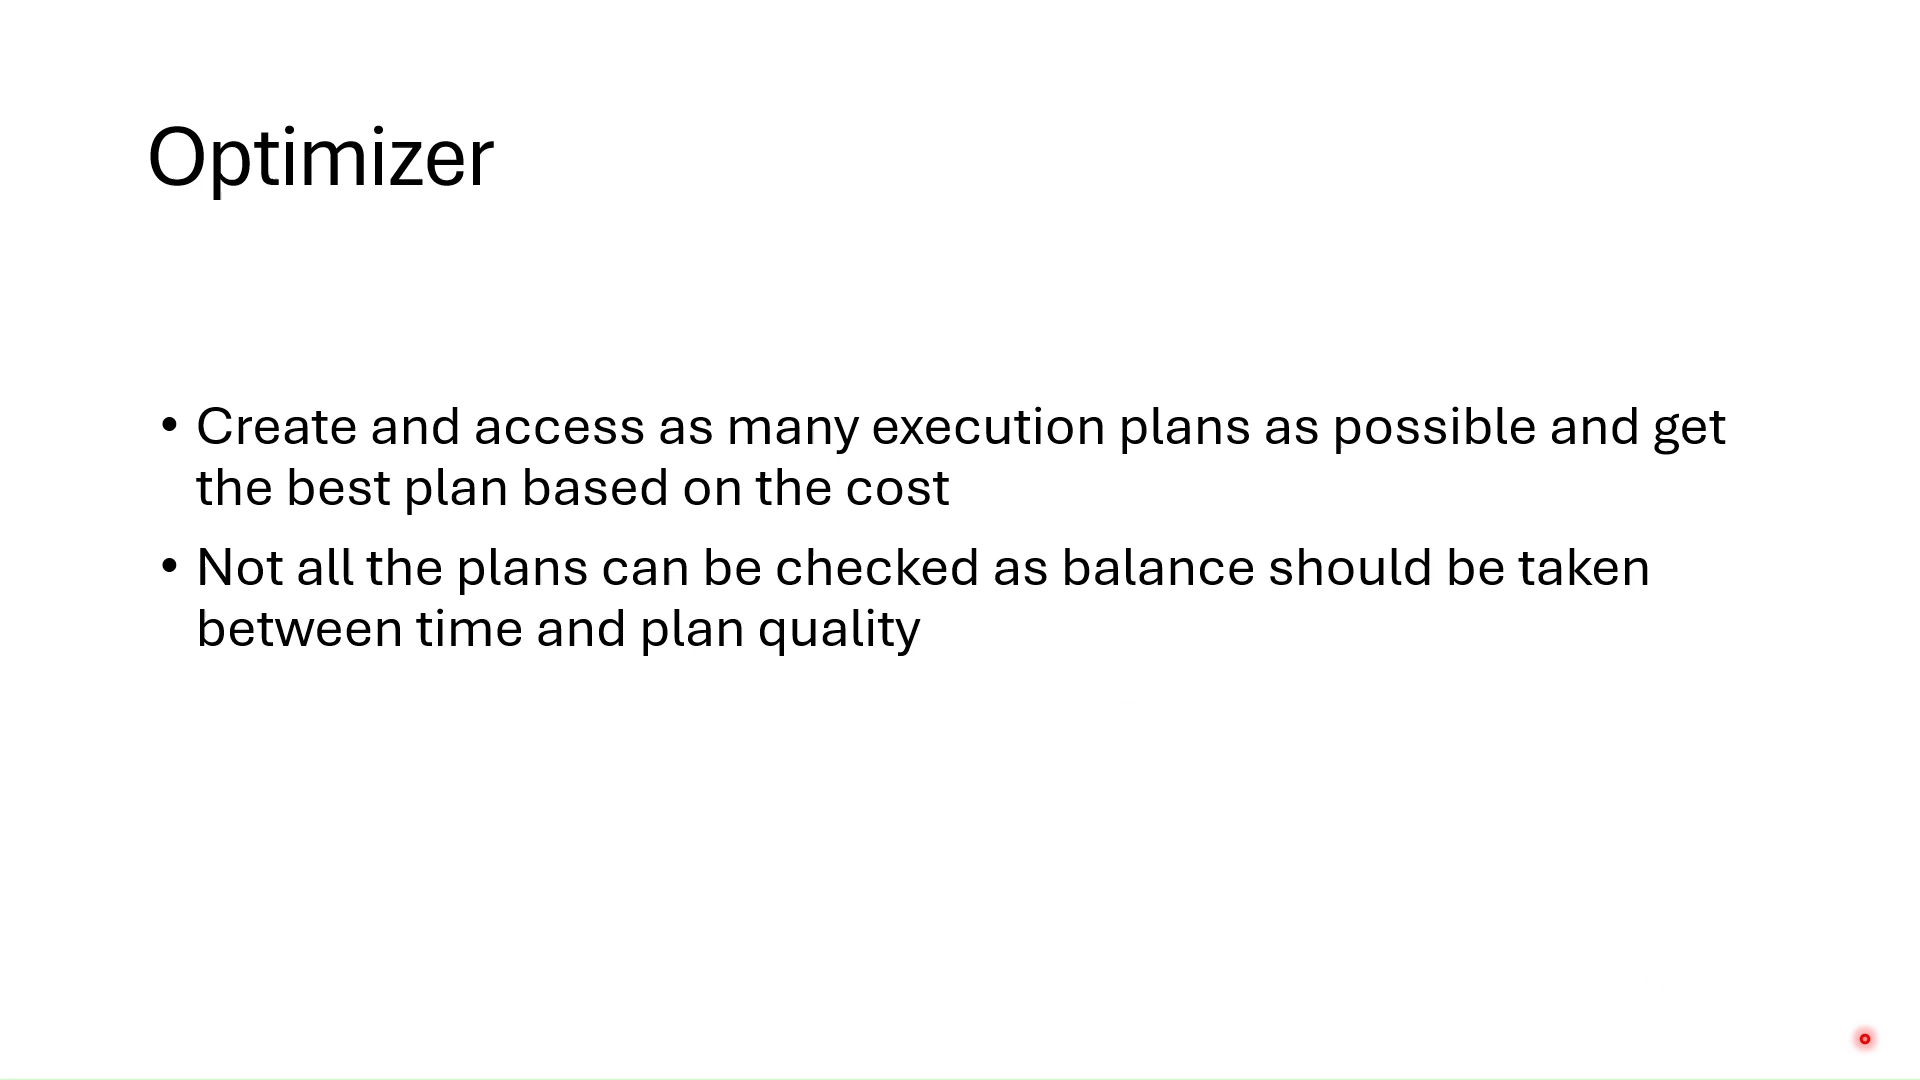 Optimizer
• Create and access as many execution plans as possible and get
the best plan based on the cost
• Not all the plans can be checked as balance should be taken
between time and plan quality